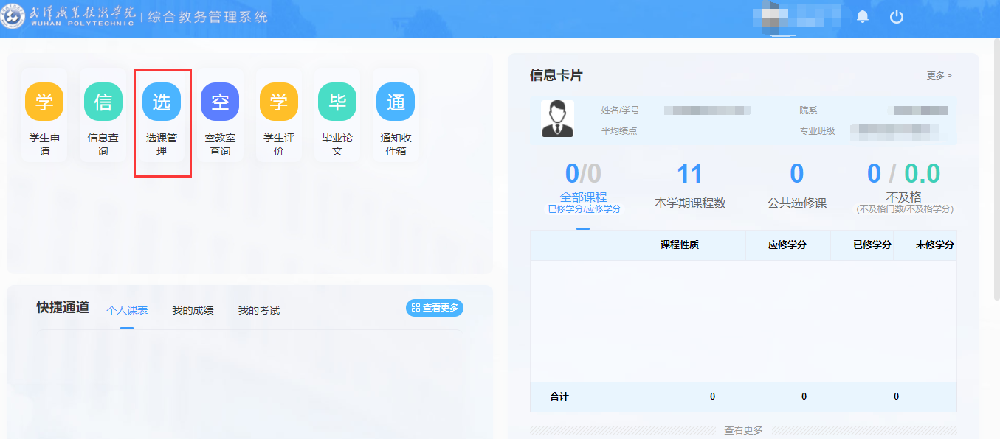 武汉职业技术学院
WUHAN POLYTECHNIC
综合教务管理系统
学
学生申
请
信
信息查
询
选
选课管
理
空
空教室
查询
学
学生评
价
毕
毕业论
文
通
通知收
件箱
快捷通道
个人课表
我的成绩
我的考试
查看更多
信息卡片
更多 >
姓名/学号
院系
平均绩点
专业班级
0/0
全部课程
已修学分/应修学分
11
本学期课程数
0
公共选修课
0 / 0.0
不及格
(不及格门数/不及格学分)
课程性质 应修学分 已修学分 未修学分
合计 0 0 0
查看更多